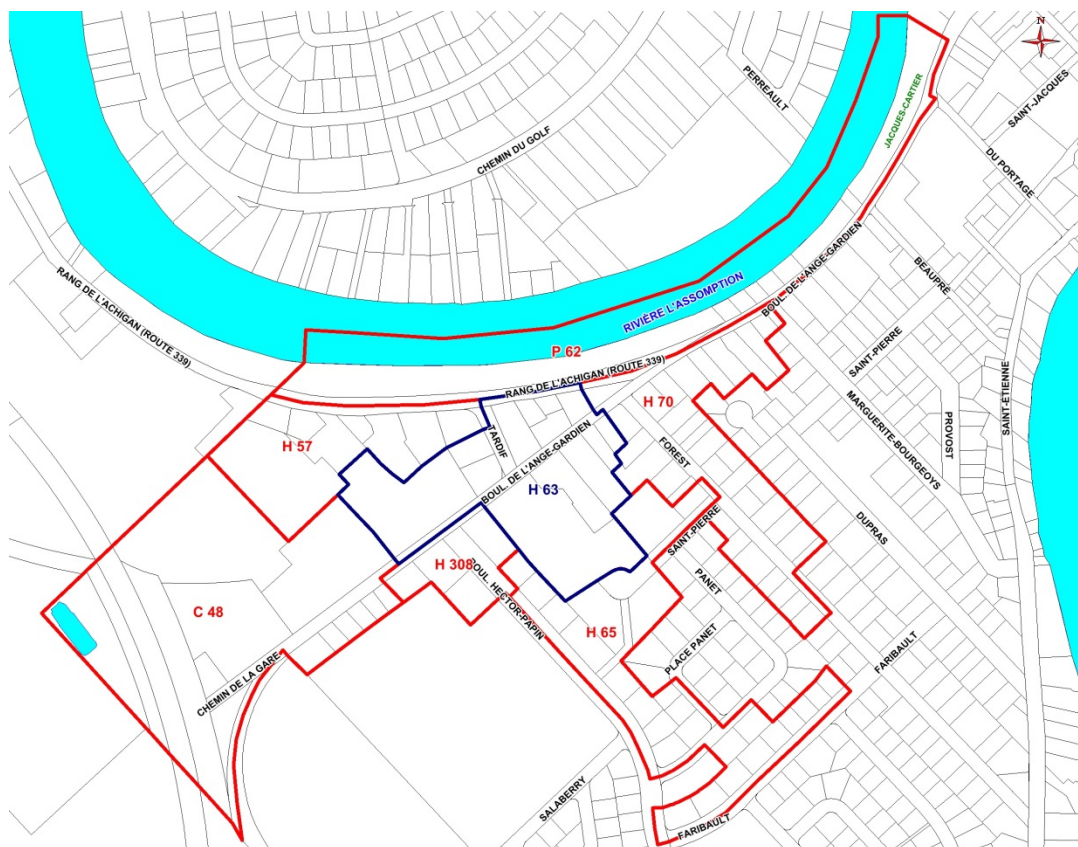 N
PERREAULT
SAINT-JACQUES
JACQUES-CARTIER
CHEMIN DU GOLF
DU PORTAGE
RANG DE L'ACHIGAN (ROUTE 339)
BOUL. DE L'ANGE-GARDIEN
BEAUPRÉ
RIVIÈRE L'ASSOMPTION
P 62
SAINT-PIERRE
SAINT-ETIENNE
RANG DE L'ACHIGAN (ROUTE 339)
H 70
MARGUERITE-BOURGEOYS
PROVOST
H 57
TARDIF
BOUL. DE L'ANGE-GARDIEN
FOREST
H 63
SAINT-PIERRE
DUPRAS
H 308
BOUL. HECTOR-PAPIN
PANET
C 48
H 65
PLACE PANET
FARIBAULT
CHEMIN DE LA GARE
SALABERRY
FARIBAULT